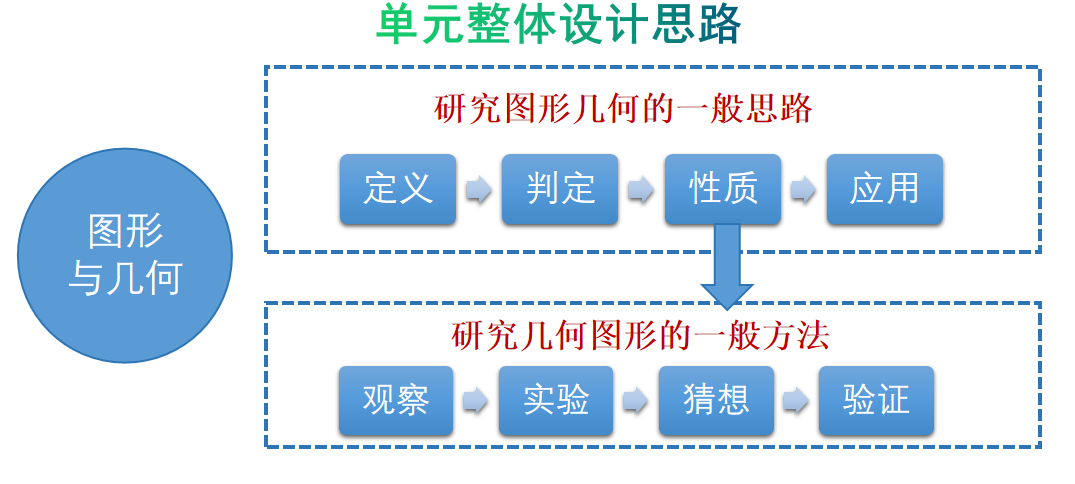 单元整体设计思路
研究图形几何的一般思路
定义
判定
性质
应用
图形
与几何
研究几何图形的一般方法
观察
实验
猜想
验证